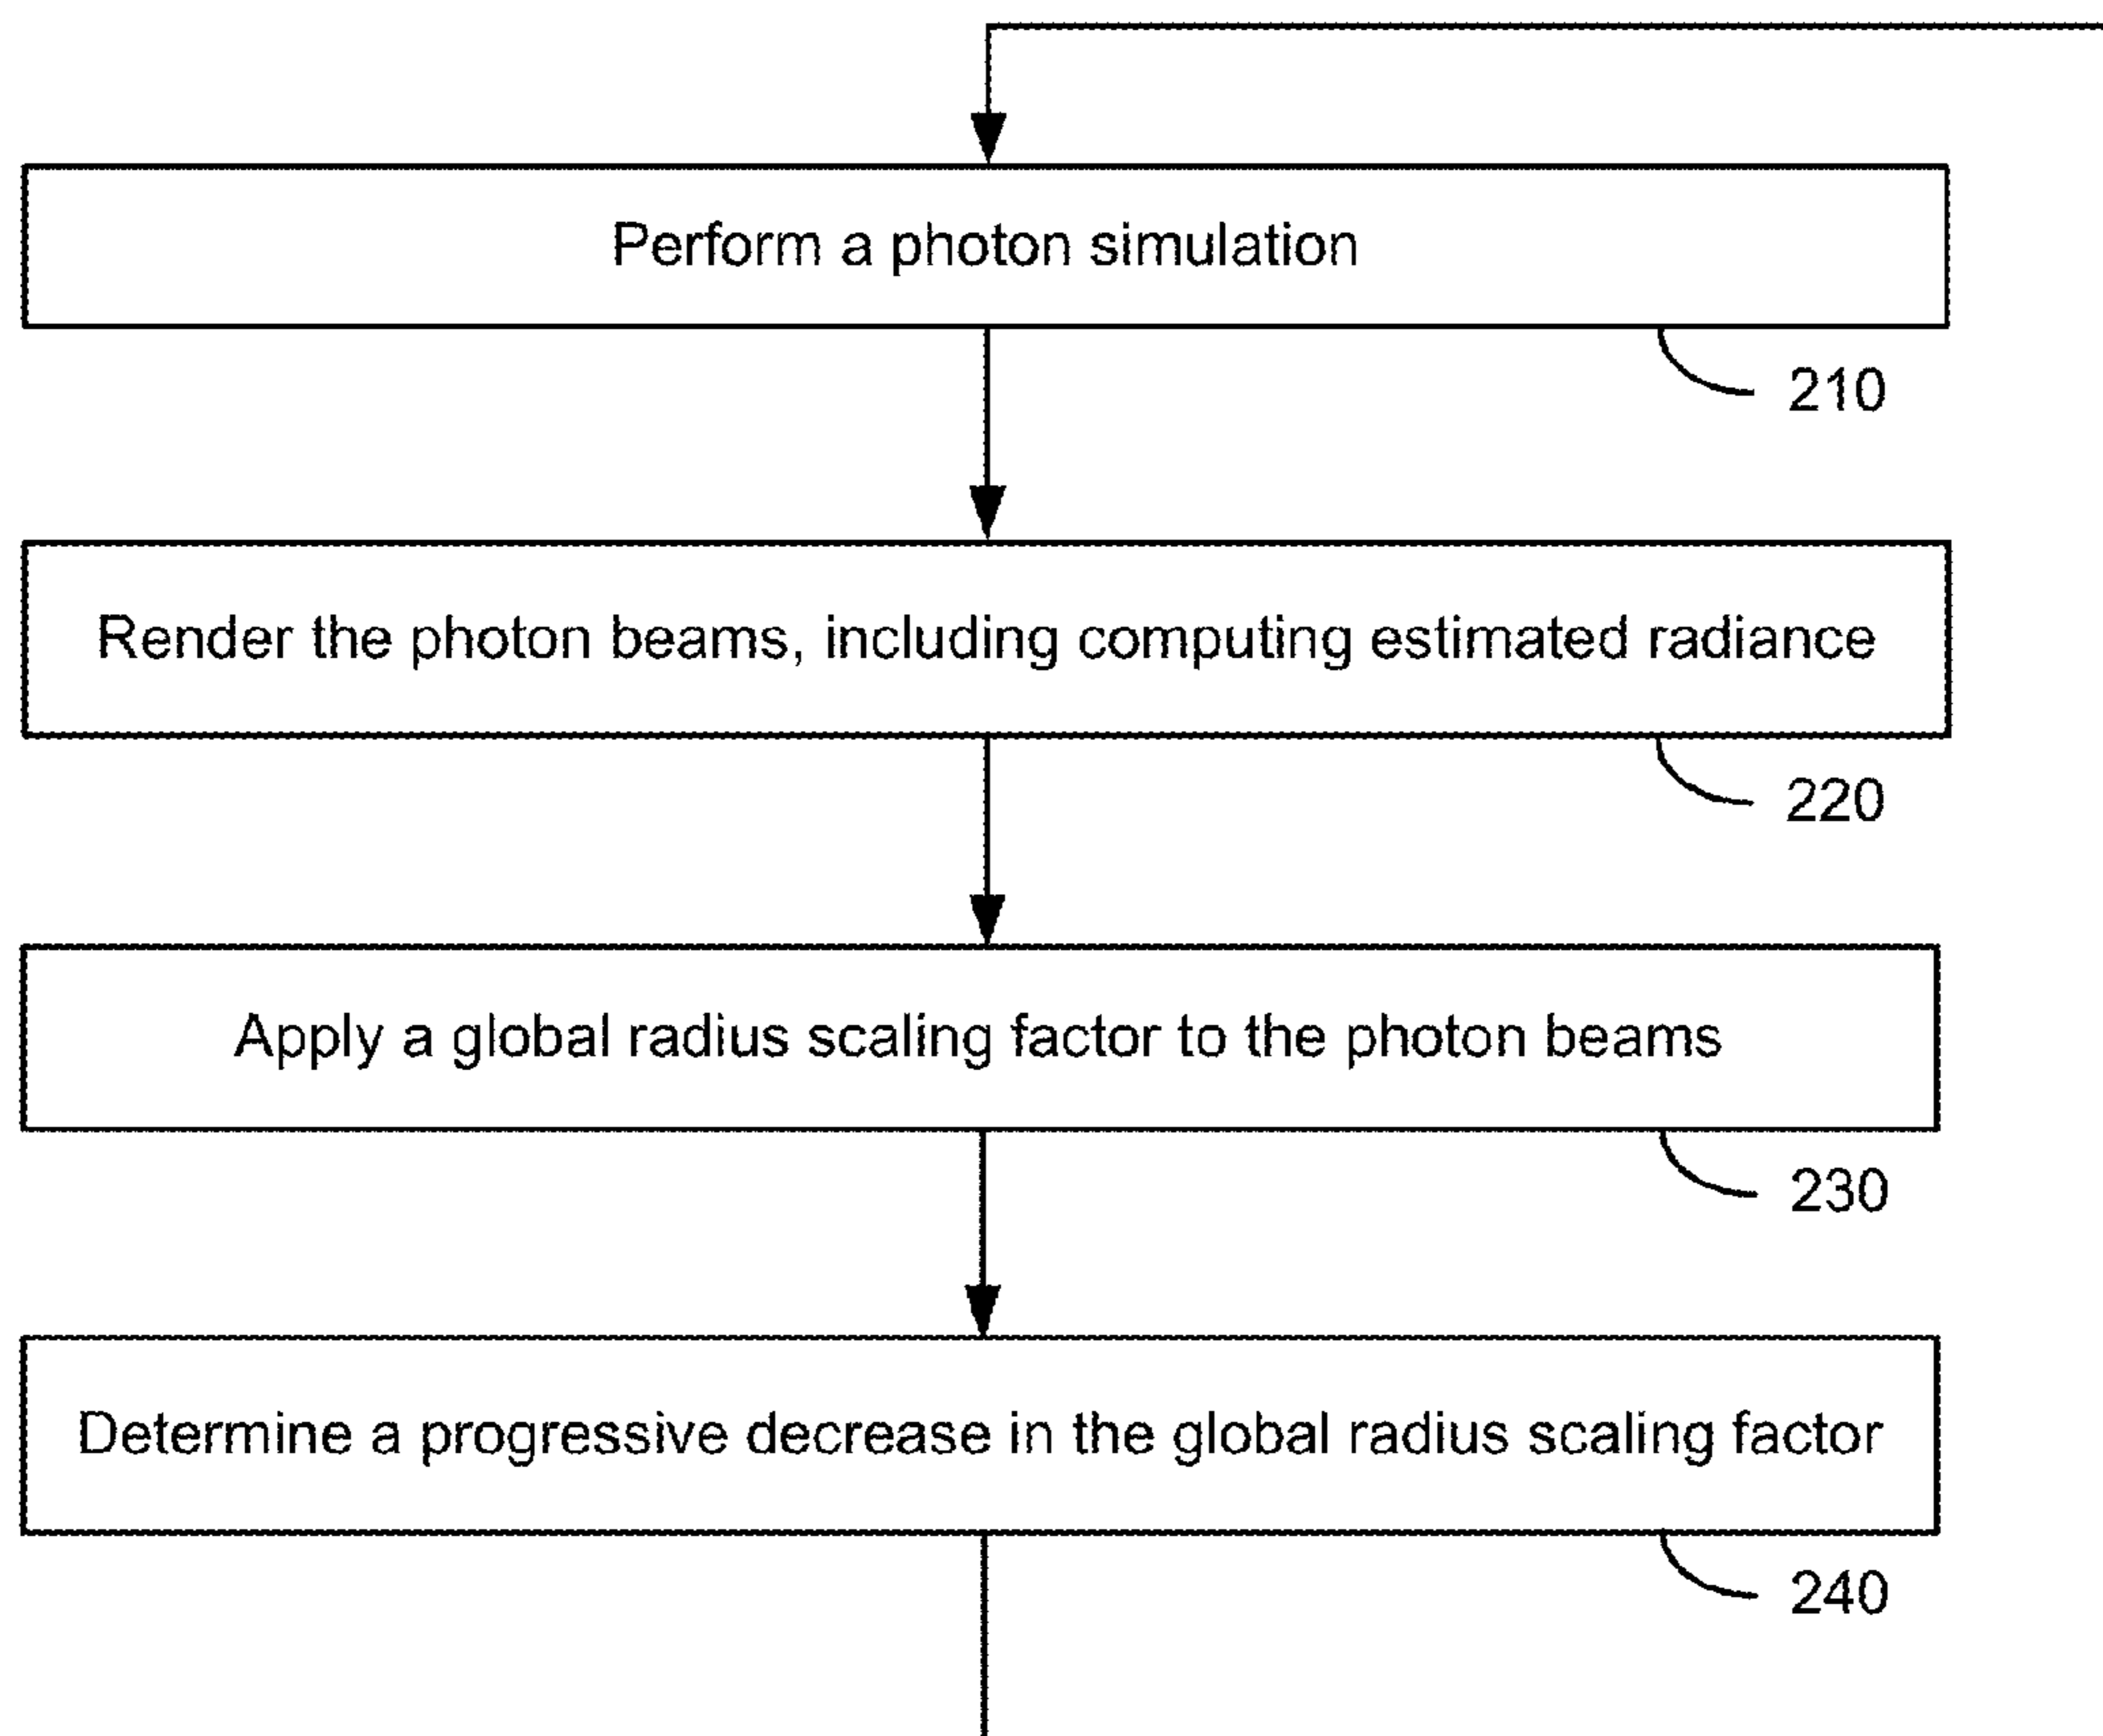 Perform a photon simulation
210
Render the photon beams, including computing estimated radiance
220
Apply a global radius scaling factor to the photon beams
230
Determine a progressive decrease in the global radius scaling factor
240